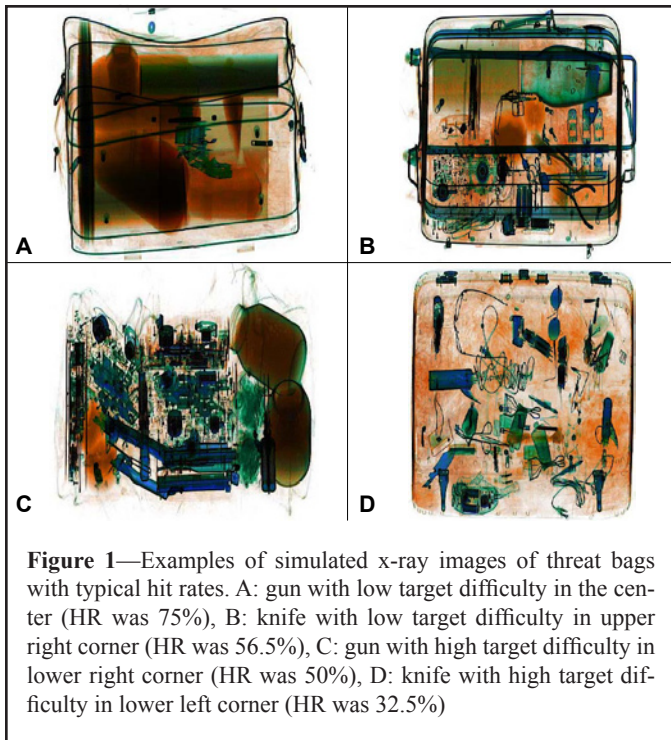 A
B
C
D
Figure 1—Examples of simulated x-ray images of threat bags
with typical hit rates. A: gun with low target difficulty in the cen-
ter (HR was 75%), B: knife with low target difficulty in upper
right corner (HR was 56.5%), C: gun with high target difficulty in
lower right corner (HR was 50%), D: knife with high target dif-
ficulty in lower left corner (HR was 32.5%)